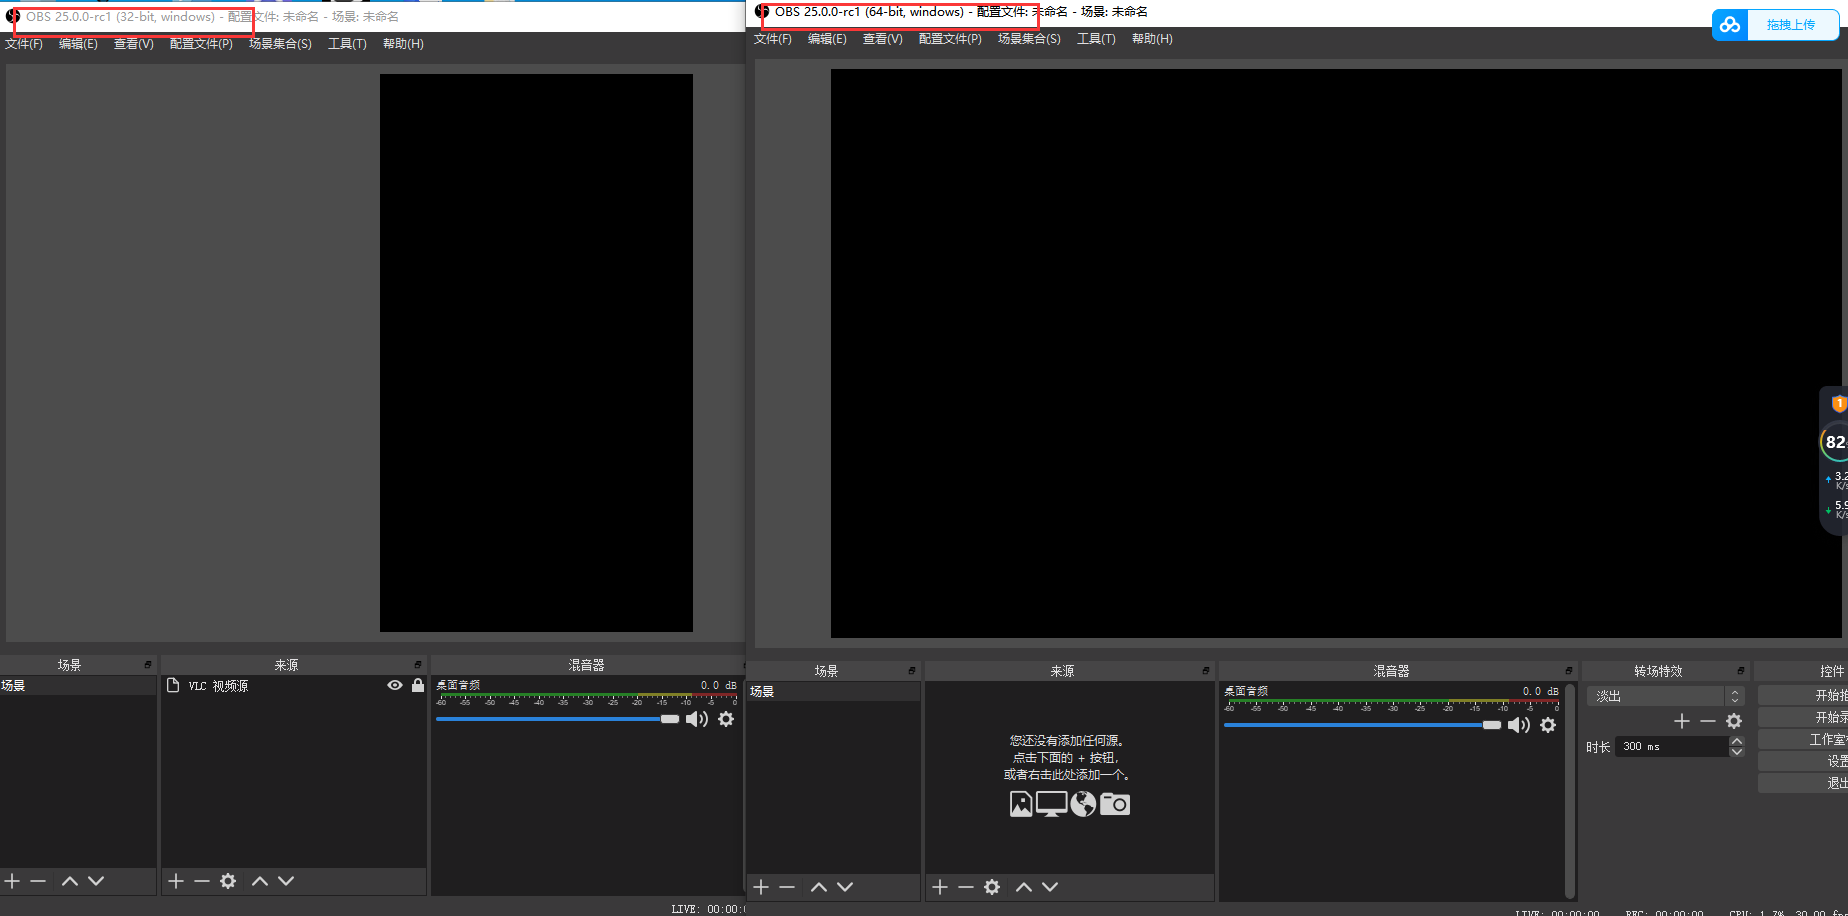 OBS 25.0.0-rc1 (32-bit, windows) - 配置文件: 未命名 - 场景: 未命名
文件(F) 编辑(E) 查看(V) 配置文件(P) 场景集合(S) 工具(T) 帮助(H)
场景
场景
来源
VLC 视频源
混音器
桌面音频 0.0 dB
-60 -55 -50 -45 -40 -35 -30 -25 -20 -15 -10 -5 0
LIVE: 00:00:
OBS 25.0.0-rc1 (64-bit, windows) - 配置文件: 未命名 - 场景: 未命名
文件(F) 编辑(E) 查看(V) 配置文件(P) 场景集合(S) 工具(T) 帮助(H)
拖拽上传
1
82
3.2
K/s
5.9
K/s
场景
场景
来源
您还没有添加任何源。
点击下面的 + 按钮，
或者右击此处添加一个。
混音器
桌面音频 0.0 dB
-60 -55 -50 -45 -40 -35 -30 -25 -20 -15 -10 -5 0
转场特效
淡出
时长 300 ms
控件
开始
开始录
工作室
设置
退出
LIVE: 00:00:00 REC: 00:00:00 CPU: 1.7%, 30.00 fps